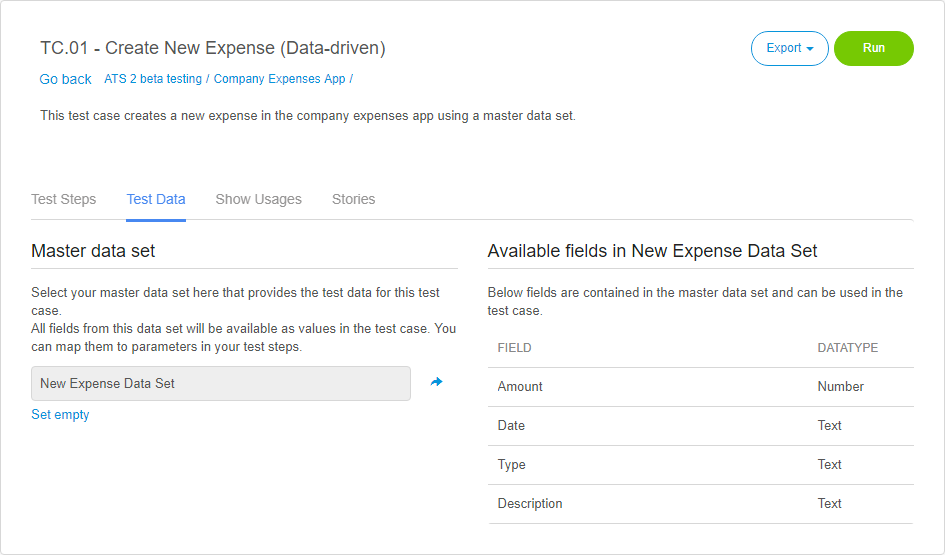 TC.01 - Create New Expense (Data-driven)
Export
Run
Go back ATS 2 beta testing / Company Expenses App /
This test case creates a new expense in the company expenses app using a master data set.
Test Steps Test Data Show Usages Stories
Master data set
Select your master data set here that provides the test data for this test
case.
All fields from this data set will be available as values in the test case. You
can map them to parameters in your test steps.
New Expense Data Set
Set empty
Available fields in New Expense Data Set
Below fields are contained in the master data set and can be used in the
test case.
FIELD DATATYPE
Amount Number
Date Text
Type Text
Description Text